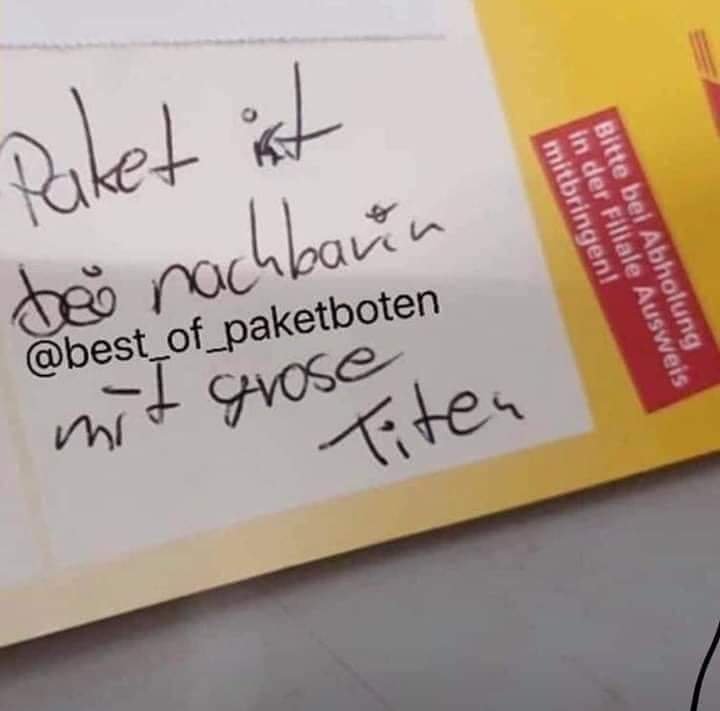 Paket ist
bei nachbarin
@best_of_paketboten
mit grose
Titen
Bitte bei Abholung
in der Filiale Ausweis
mitbringen!